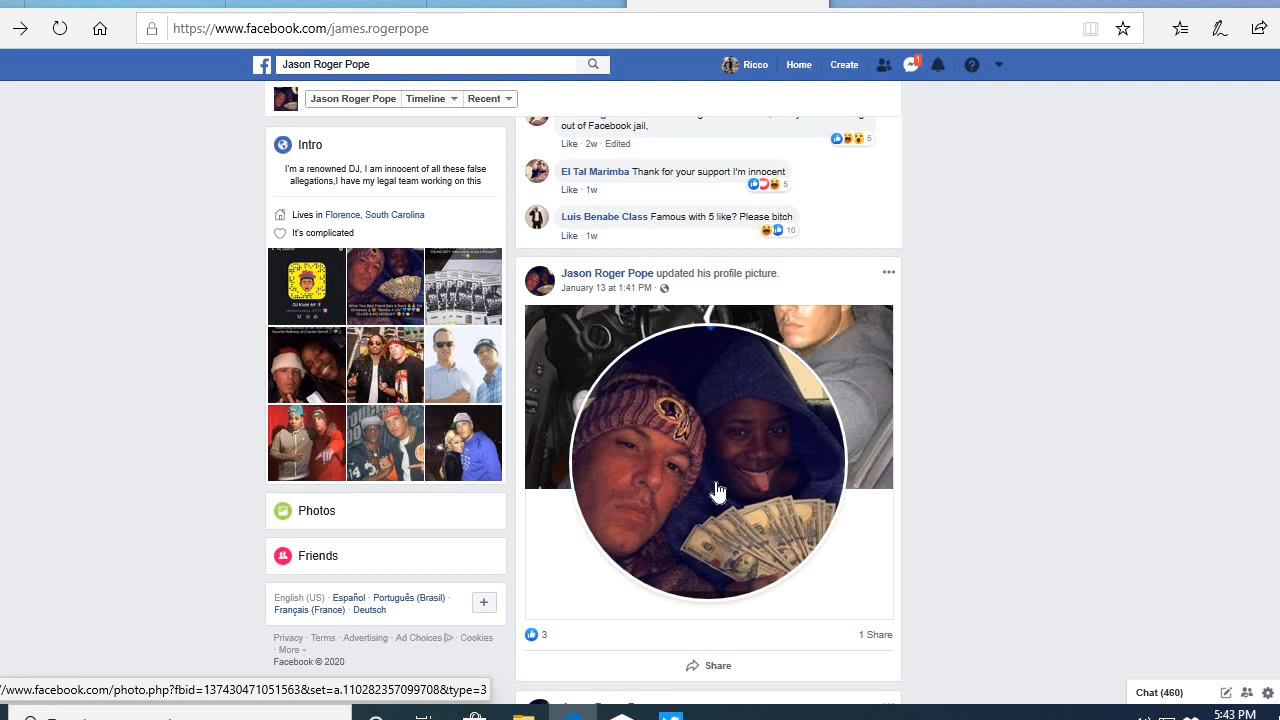 https://www.facebook.com/james.rogerpope
Jason Roger Pope
Ricco Home Create 1
Jason Roger Pope Timeline Recent
Intro
I'm a renowned DJ, I am innocent of all these false
allegations,I have my legal team working on this
Lives in Florence, South Carolina
It's complicated
Photos
Friends
English (US) · Español · Português (Brasil) ·
Français (France) · Deutsch
+
Privacy · Terms · Advertising · Ad Choices · Cookies
· More
Facebook © 2020
out of Facebook jail,
Like · 2w · Edited
5
El Tal Marimba Thank for your support I'm innocent
Like · 1w
5
Luis Benabe Class Famous with 5 like? Please bitch
Like · 1w
10
Jason Roger Pope updated his profile picture.
January 13 at 1:41 PM ·
3
1 Share
Share
/www.facebook.com/photo.php?fbid=137430471051563&set=a.110282357099708&type=3
Chat (460)
5:43 PM